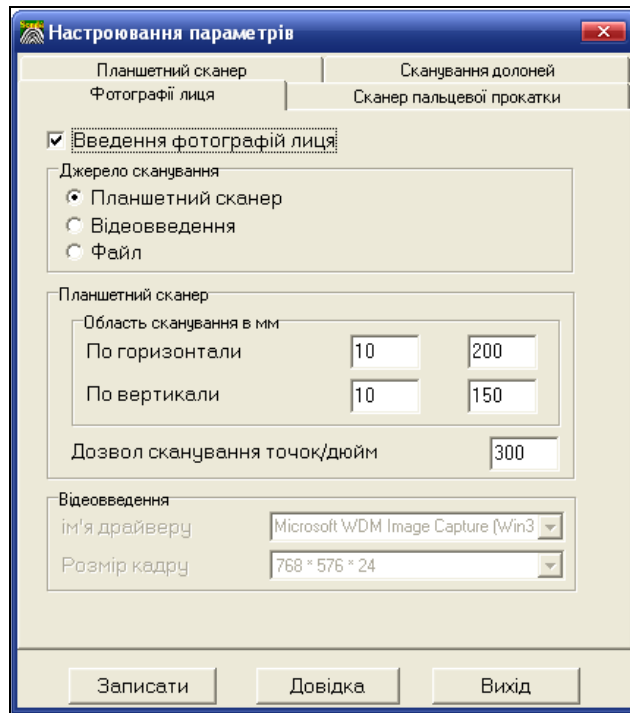 Настроювання параметрів
Планшетний сканер Сканування долоней
Фотографії лиця Сканер пальцевої прокатки
Введення фотографій лиця
Джерело сканування
Планшетний сканер
Відеовведення
Файл
Планшетний сканер
Область сканування в мм
По горизонтали 10 200
По вертикали 10 150
Дозвол сканування точок/дюйм 300
Відеовведення
ім'я драйверу Microsoft WDM Image Capture (Win3
Розмір кадру 768 * 576 * 24
Записати Довідка Вихід